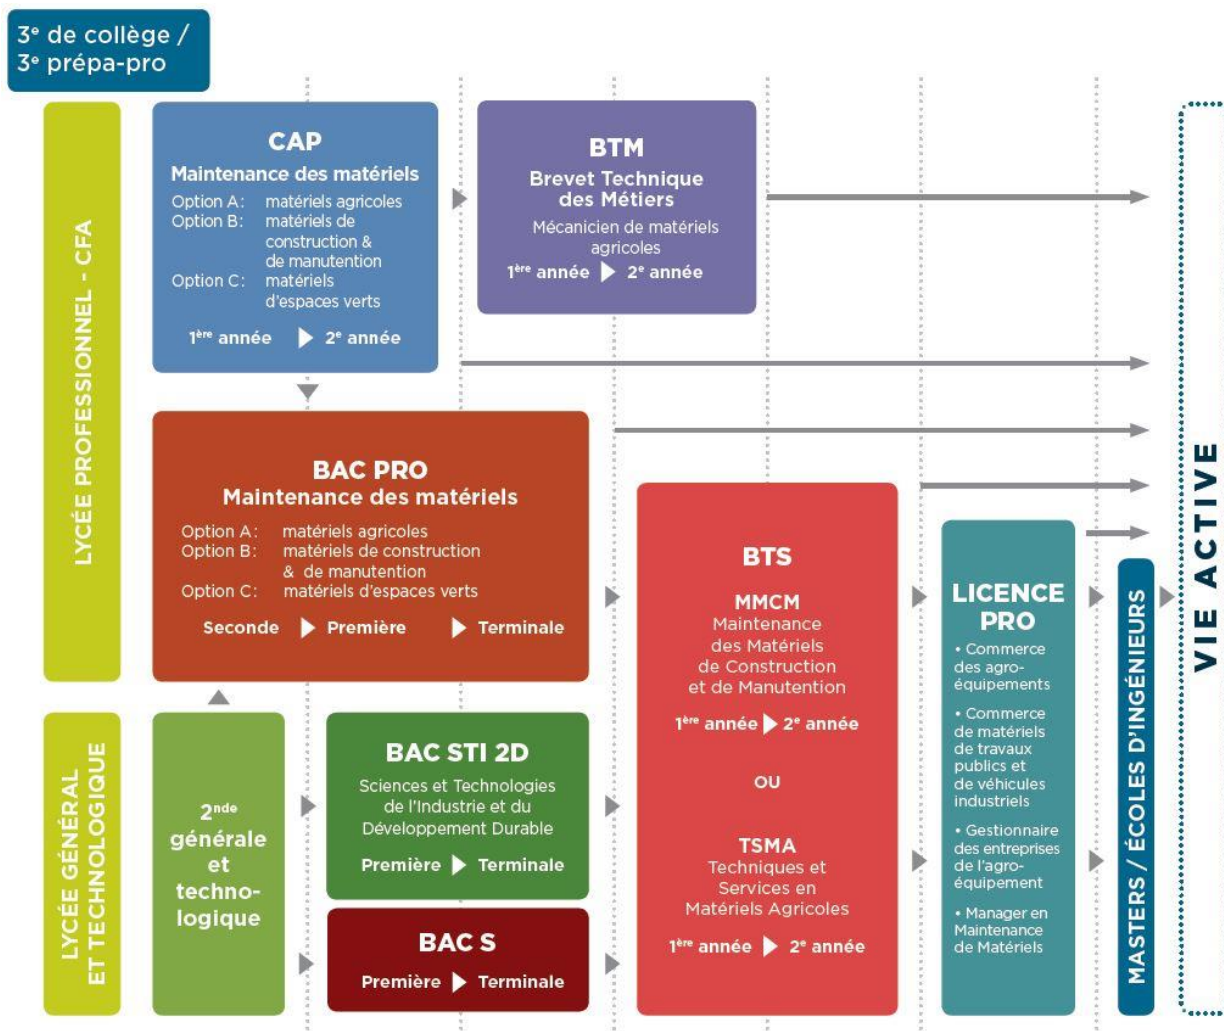 3e de collège /
3e prépa-pro
LYCÉE PROFESSIONNEL - CFA
CAP
Maintenance des matériels
Option A : matériels agricoles
Option B : matériels de
construction &
de manutention
Option C : matériels
d'espaces verts
1ère année 2e année
BTM
Brevet Technique
des Métiers
Mécanicien de matériels
agricoles
1ère année 2e année
BAC PRO
Maintenance des matériels
Option A : matériels agricoles
Option B : matériels de construction
& de manutention
Option C : matériels d'espaces verts
Seconde Première Terminale
LYCÉE GÉNÉRAL
ET TECHNOLOGIQUE
2nde
générale
et
techno-
logique
BAC STI 2D
Sciences et Technologies
de l'Industrie et du
Développement Durable
Première Terminale
BAC S
Première Terminale
BTS
MMCM
Maintenance
des Matériels
de Construction
et de Manutention
1ère année 2e année
OU
TSMA
Techniques et
Services en
Matériels Agricoles
1ère année 2e année
LICENCE
PRO
• Commerce
des agro-
équipements
• Commerce
de matériels
de travaux
publics et
de véhicules
industriels
• Gestionnaire
des entreprises
de l'agro-
équipement
• Manager en
Maintenance
de Matériels
MASTERS / ÉCOLES D'INGÉNIEURS
VIE ACTIVE